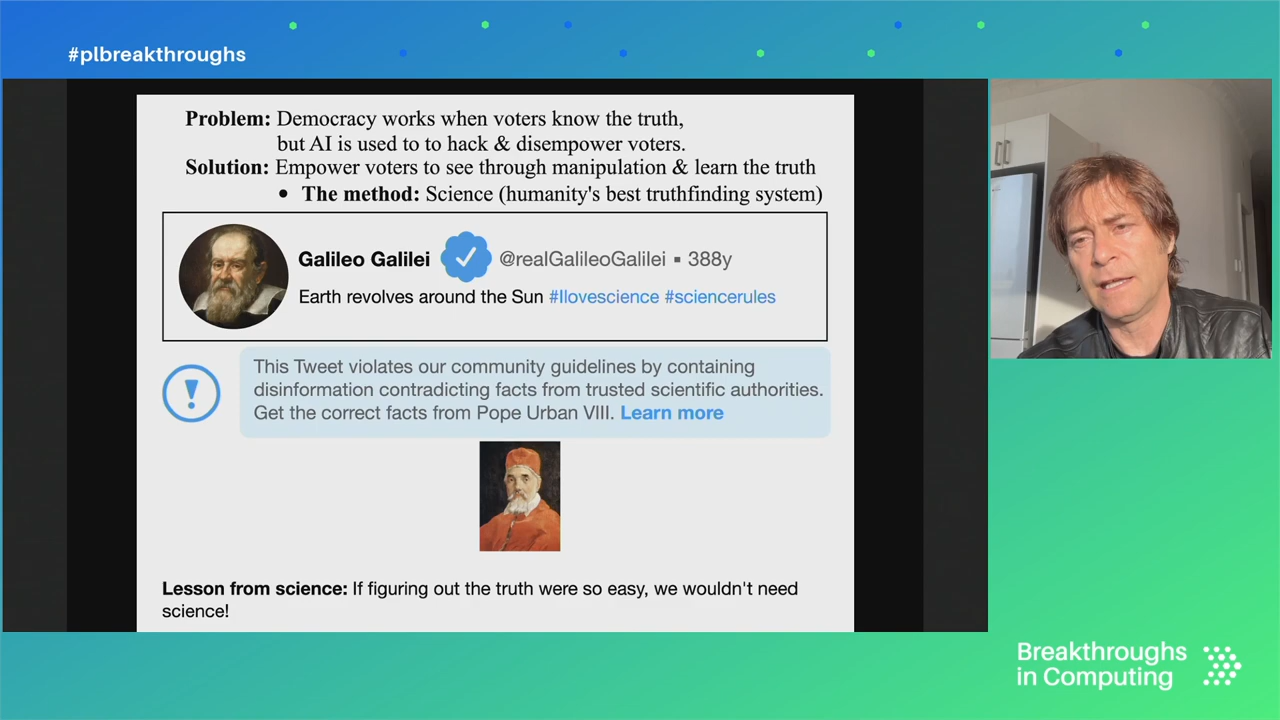 #plbreakthroughs
Problem: Democracy works when voters know the truth,
but AI is used to to hack & disempower voters.
Solution: Empower voters to see through manipulation & learn the truth
• The method: Science (humanity's best truthfinding system)
Galileo Galilei @realGalileoGalilei ▪ 388y
Earth revolves around the Sun #Ilovescience #sciencerules
This Tweet violates our community guidelines by containing
disinformation contradicting facts from trusted scientific authorities.
Get the correct facts from Pope Urban VIII. Learn more
Lesson from science: If figuring out the truth were so easy, we wouldn't need
science!
Breakthroughs
in Computing